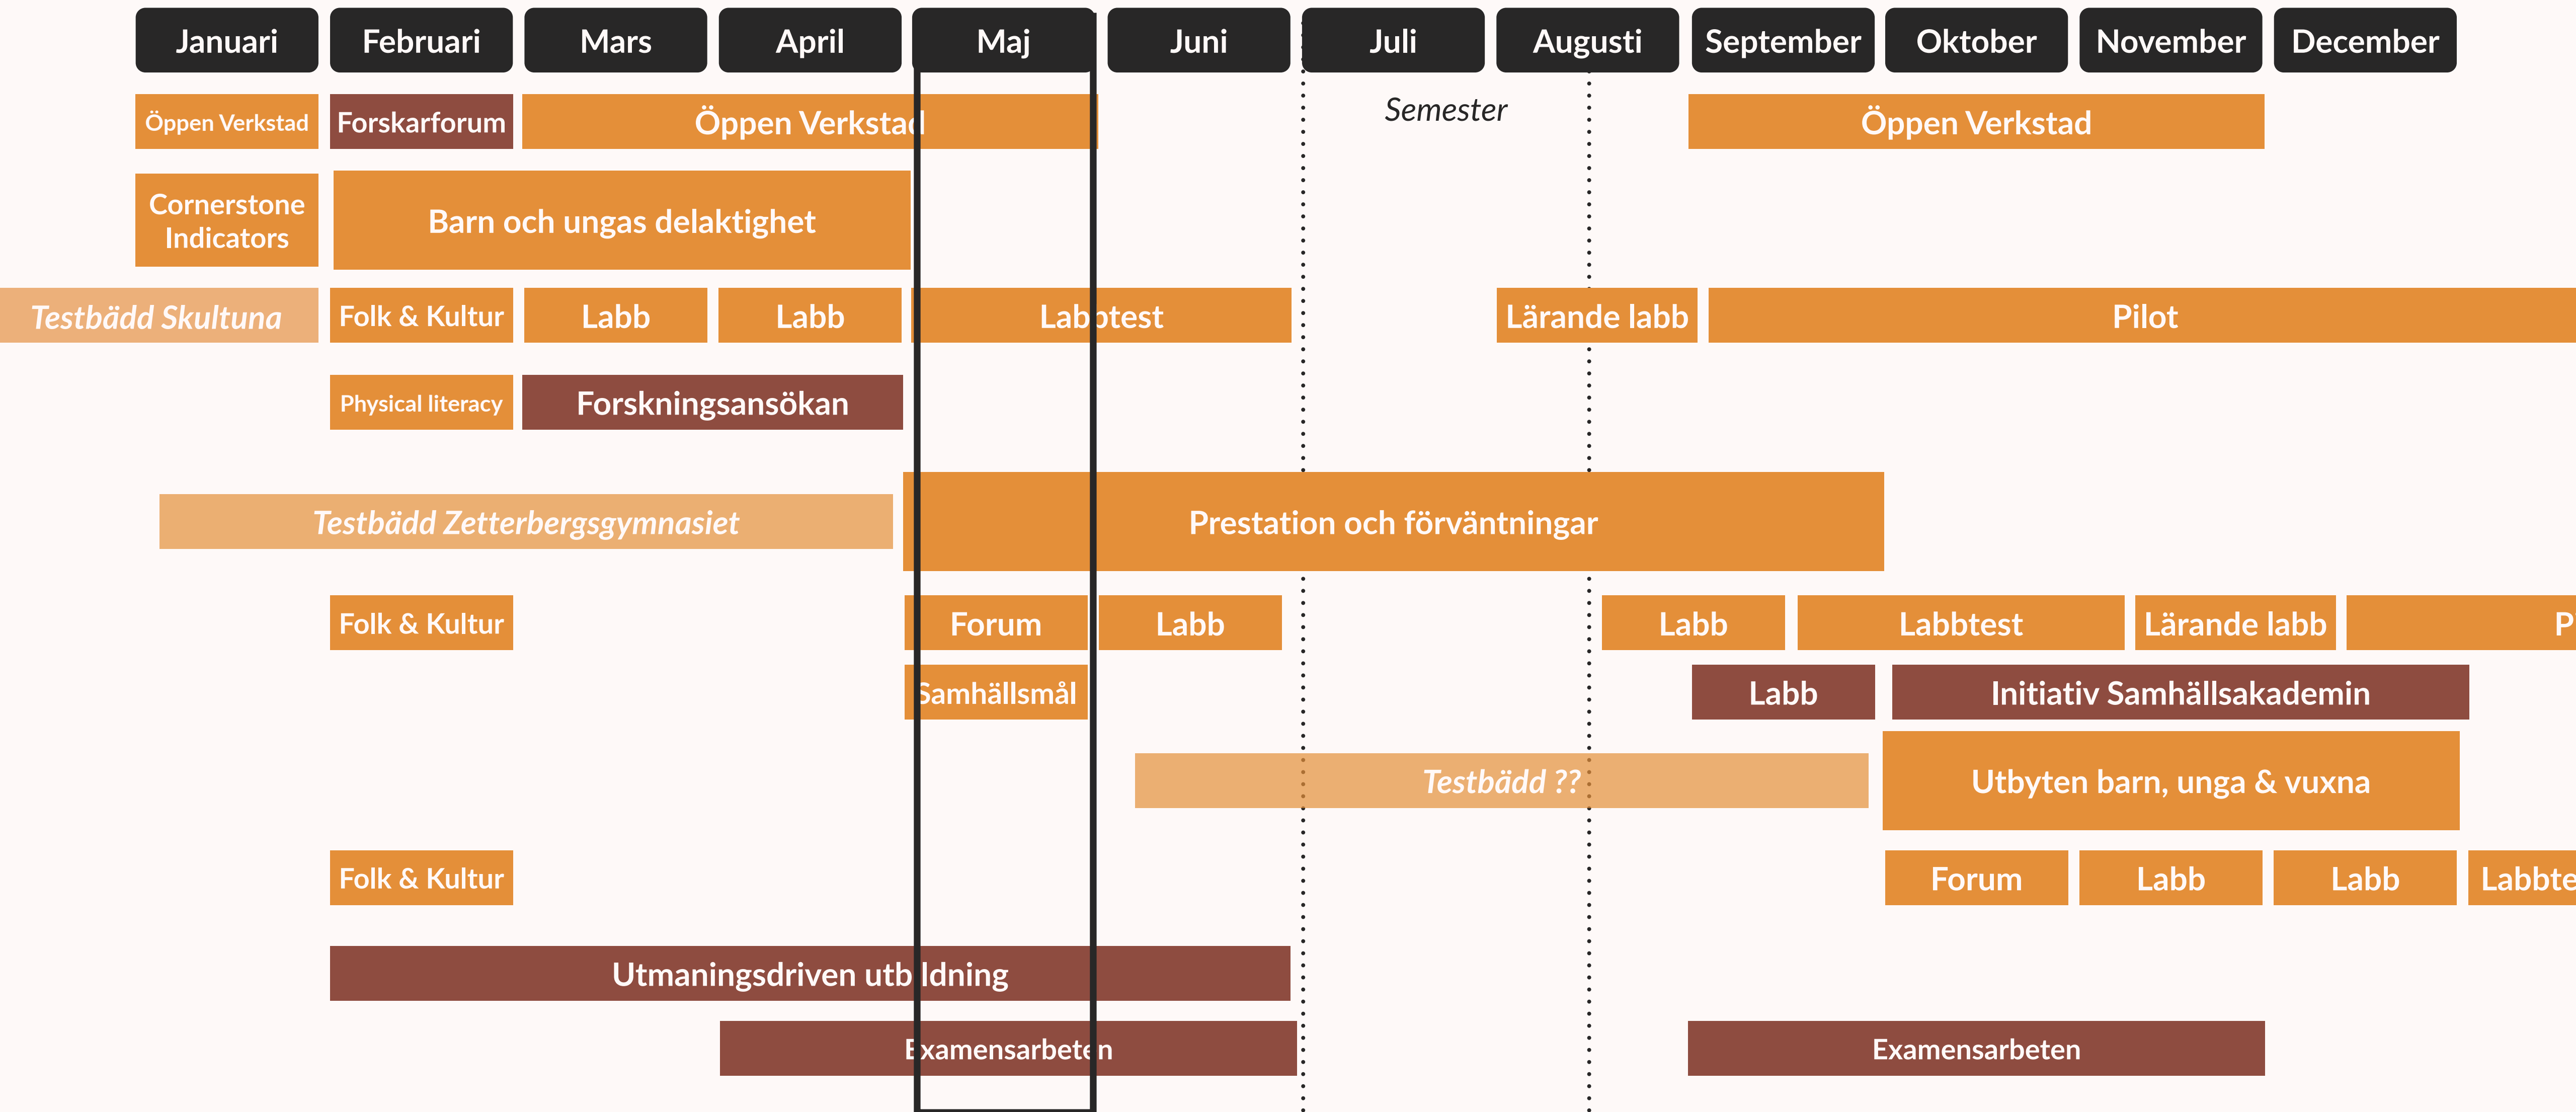 Januari
Februari
Mars
April
Maj
Juni
Juli
Augusti
September
Oktober
November
December
Öppen Verkstad
Forskarforum
Öppen Verkstad
Semester
Öppen Verkstad
Cornerstone
Indicators
Barn och ungas delaktighet
Testbädd Skultuna
Folk & Kultur
Labb
Labb
Labbtest
Lärande labb
Pilot
Physical literacy
Forskningsansökan
Testbädd Zetterbergsgymnasiet
Prestation och förväntningar
Folk & Kultur
Forum
Labb
Labb
Labbtest
Lärande labb
P
Samhällsmål
Labb
Initiativ Samhällsakademin
Testbädd ??
Utbyten barn, unga & vuxna
Folk & Kultur
Forum
Labb
Labb
Labbte
Utmaningsdriven utbildning
Examensarbeten
Examensarbeten